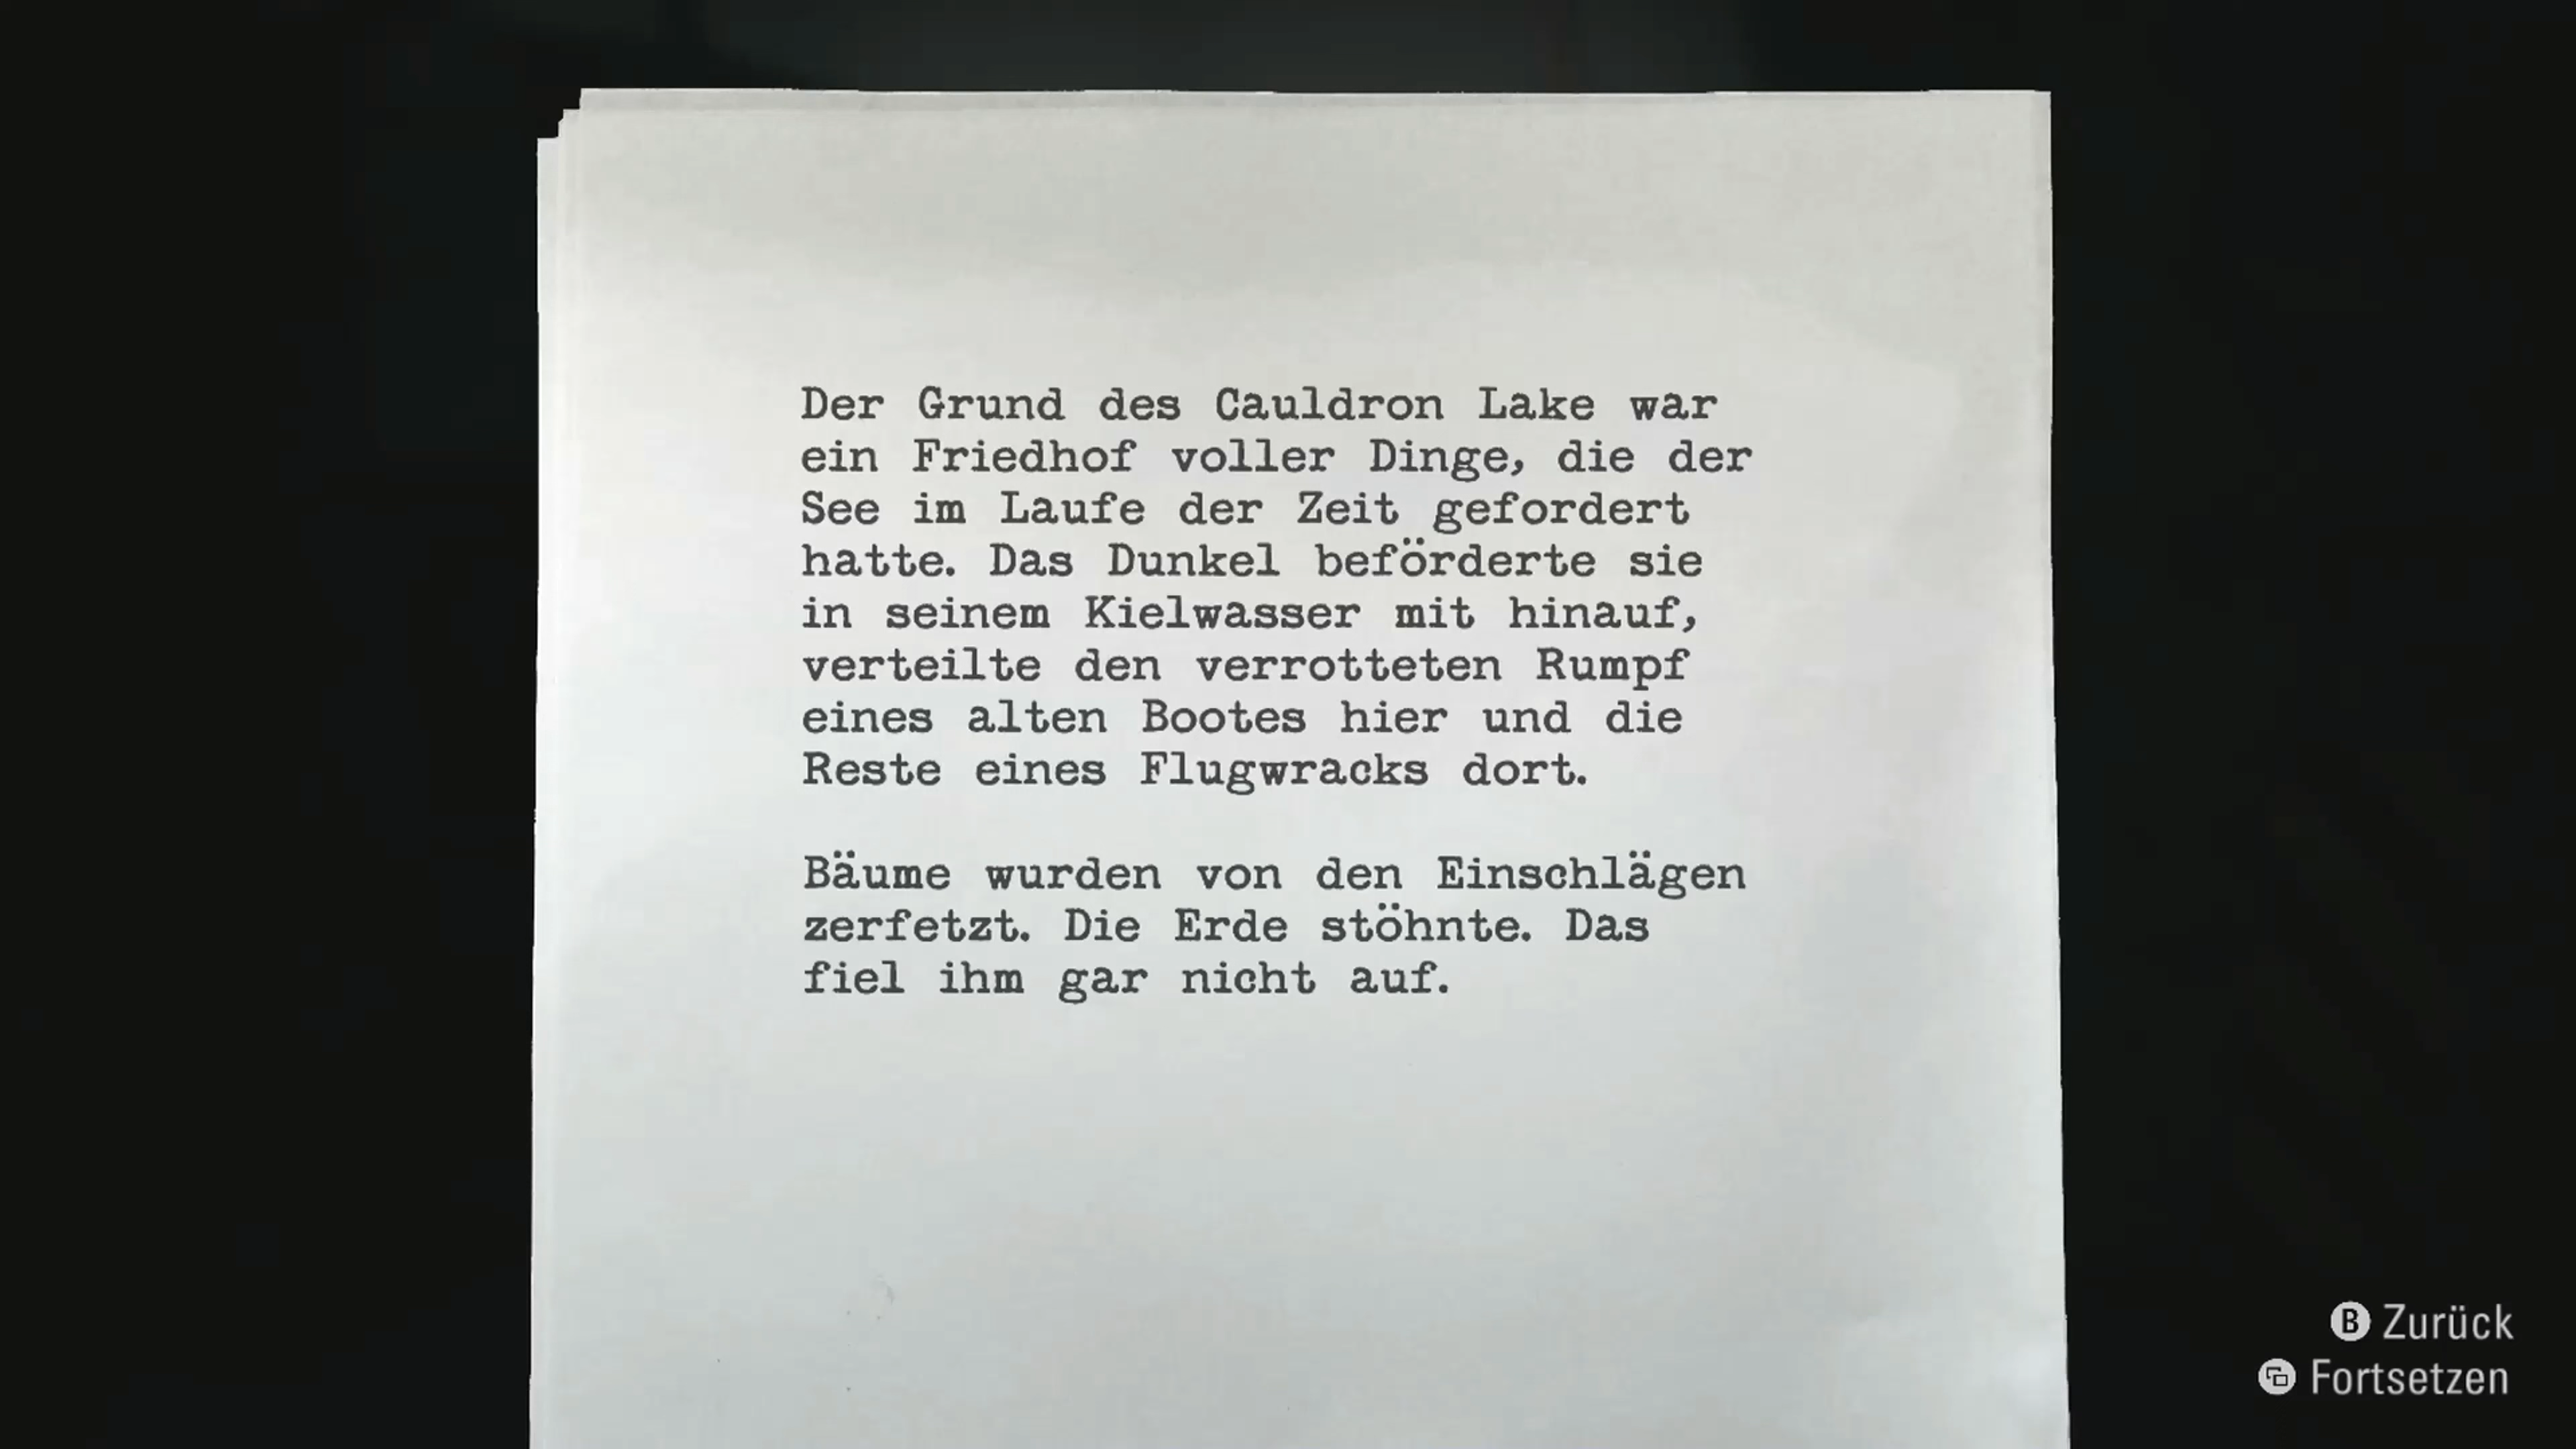 Der Grund des Cauldron Lake war
ein Friedhof voller Dinge, die der
See im Laufe der Zeit gefordert
hatte. Das Dunkel beförderte sie
in seinem Kielwasser mit hinauf,
verteilte den verrotteten Rumpf
eines alten Bootes hier und die
Reste eines Flugwracks dort.
Bäume wurden von den Einschlägen
zerfetzt. Die Erde stöhnte. Das
fiel ihm gar nicht auf.
B Zurück
Fortsetzen